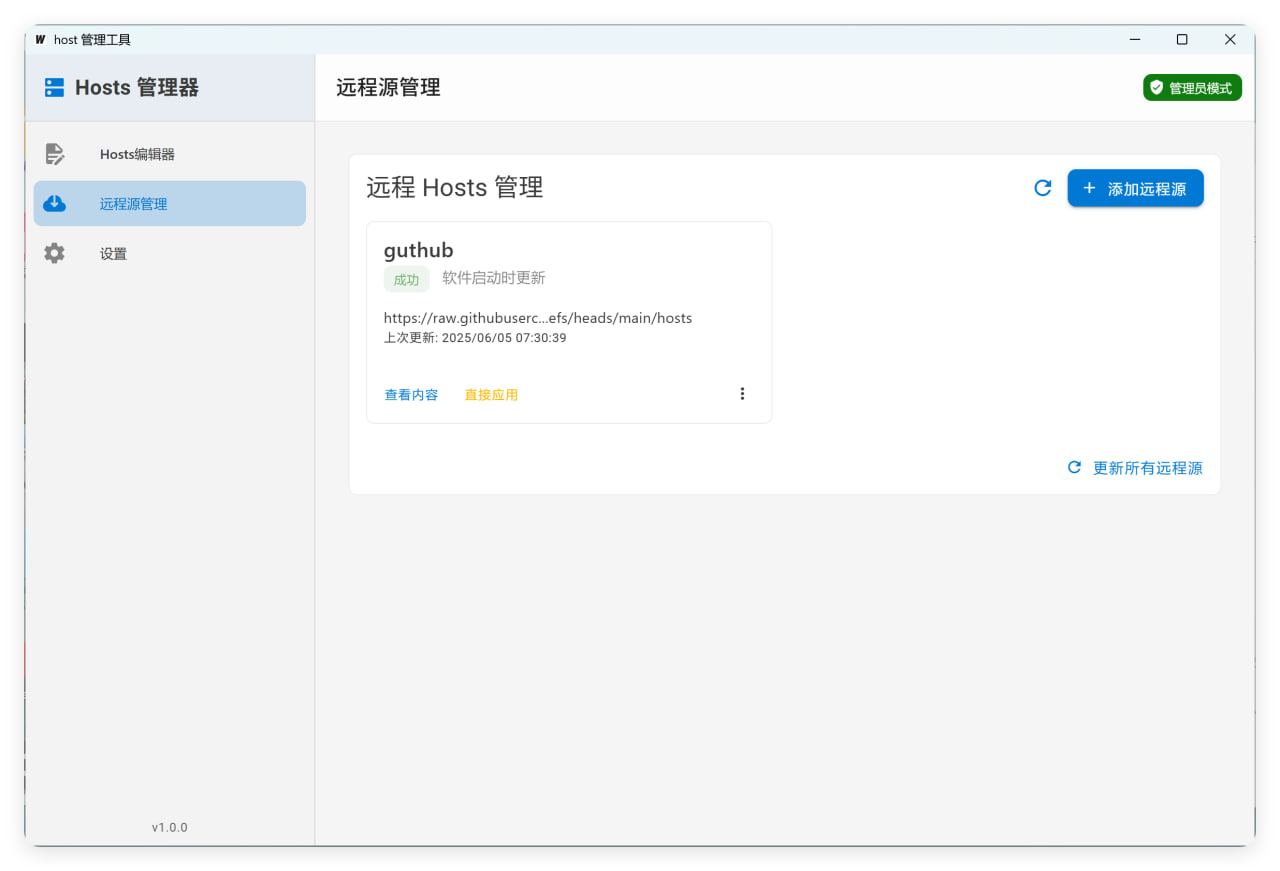 W host 管理工具
Hosts 管理器
远程源管理
管理员模式
Hosts编辑器
远程源管理
设置
v1.0.0
远程 Hosts 管理
+ 添加远程源
guthub
成功 软件启动时更新
https://raw.githubuserc...efs/heads/main/hosts
上次更新: 2025/06/05 07:30:39
查看内容 直接应用
更新所有远程源